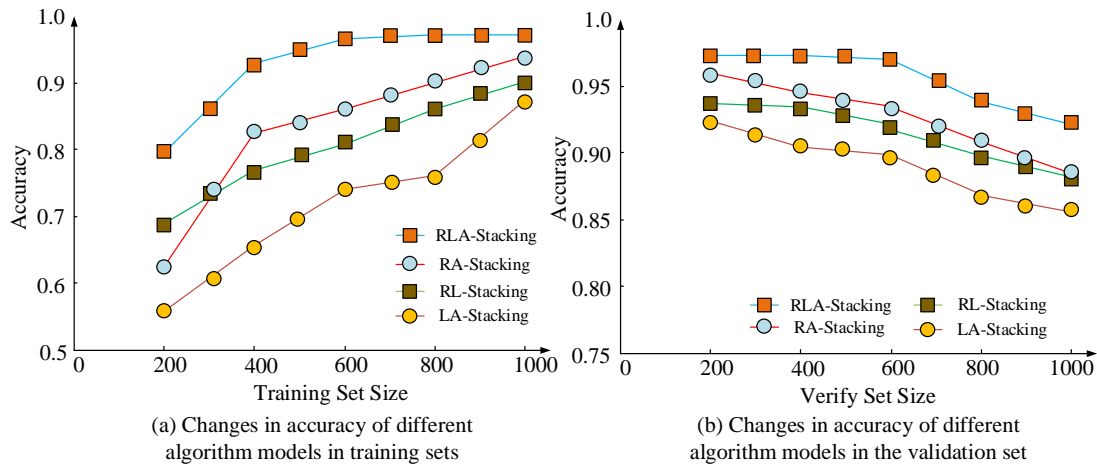 1.0
0.9
0.8
0.7
0.6
0.5
Accuracy
RLA-Stacking
RA-Stacking
RL-Stacking
LA-Stacking
0 200 400 600 800 1000
Training Set Size
(a) Changes in accuracy of different
algorithm models in training sets
1.00
0.95
0.90
0.85
0.80
0.75
Accuracy
RLA-Stacking RL-Stacking
RA-Stacking LA-Stacking
0 200 400 600 800 1000
Verify Set Size
(b) Changes in accuracy of different
algorithm models in the validation set